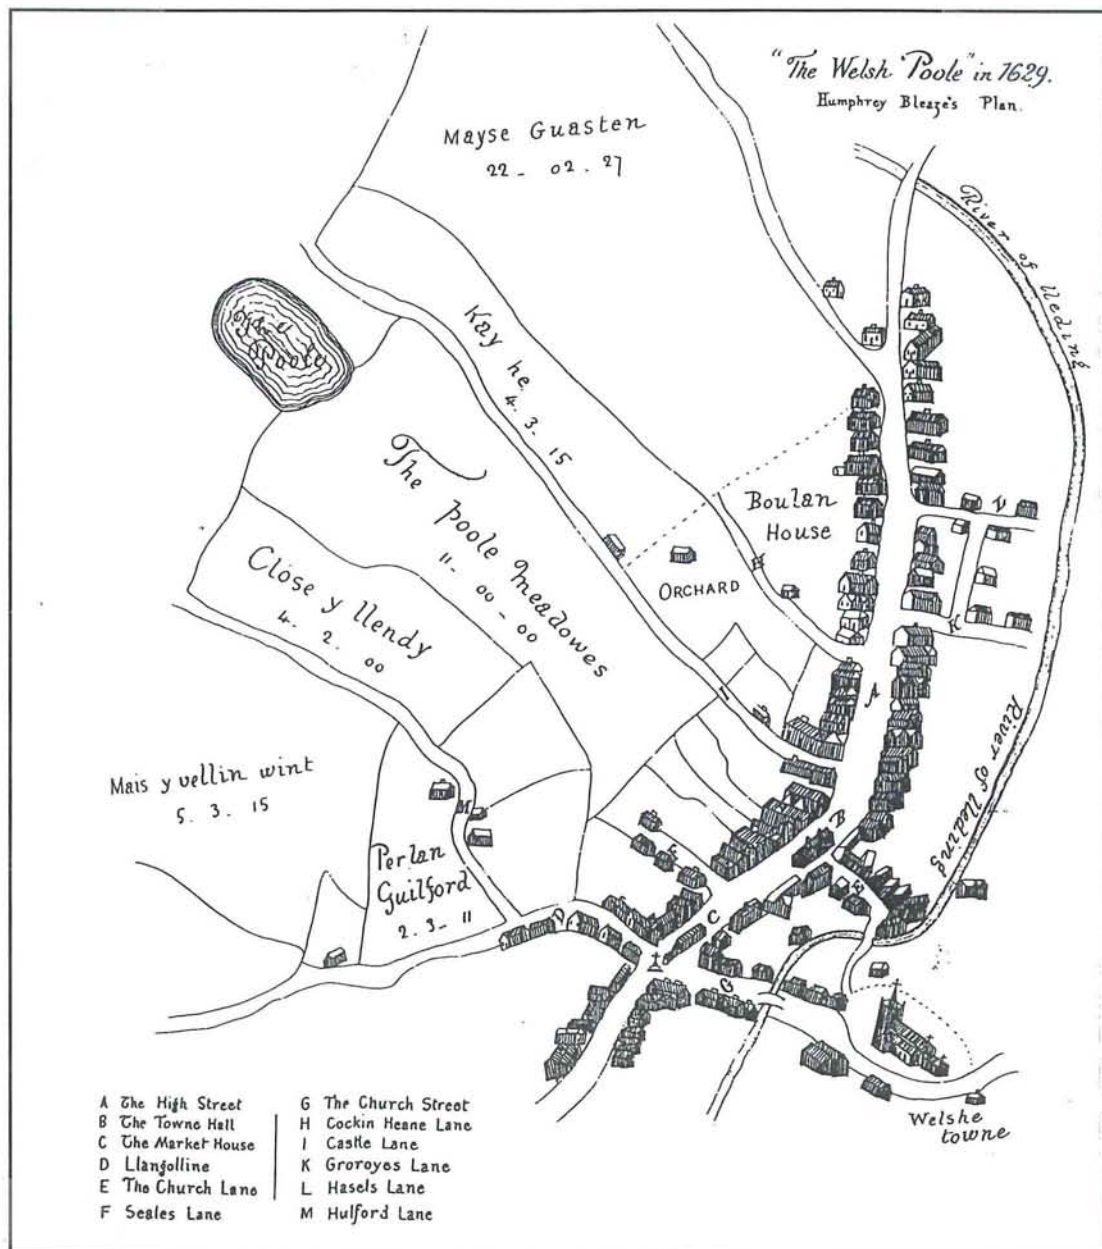 "The Welsh Poole" in 1629.
Humphrey Bleaze's Plan.
Mayse Guasten
22 - 02 . 27
River of lleding
Kay he
4. 3. 15
The poole meadowes
11 - 00 - 00
Boulan
House
ORCHARD
Close y llendy
4. 2. 00
Mais y vellin wint
5. 3. 15
Perlan
Guilford
2. 3 - 11
River of lleding
L
H
K
A
I
M
B
F
E
D
C
G
Welshe
towne
A The High Street
B The Towne Hall
C The Market House
D Llangolline
E The Church Lane
F Seales Lane
G The Church Street
H Cockin Heane Lane
I Castle Lane
K Groroyes Lane
L Hasels Lane
M Hulford Lane